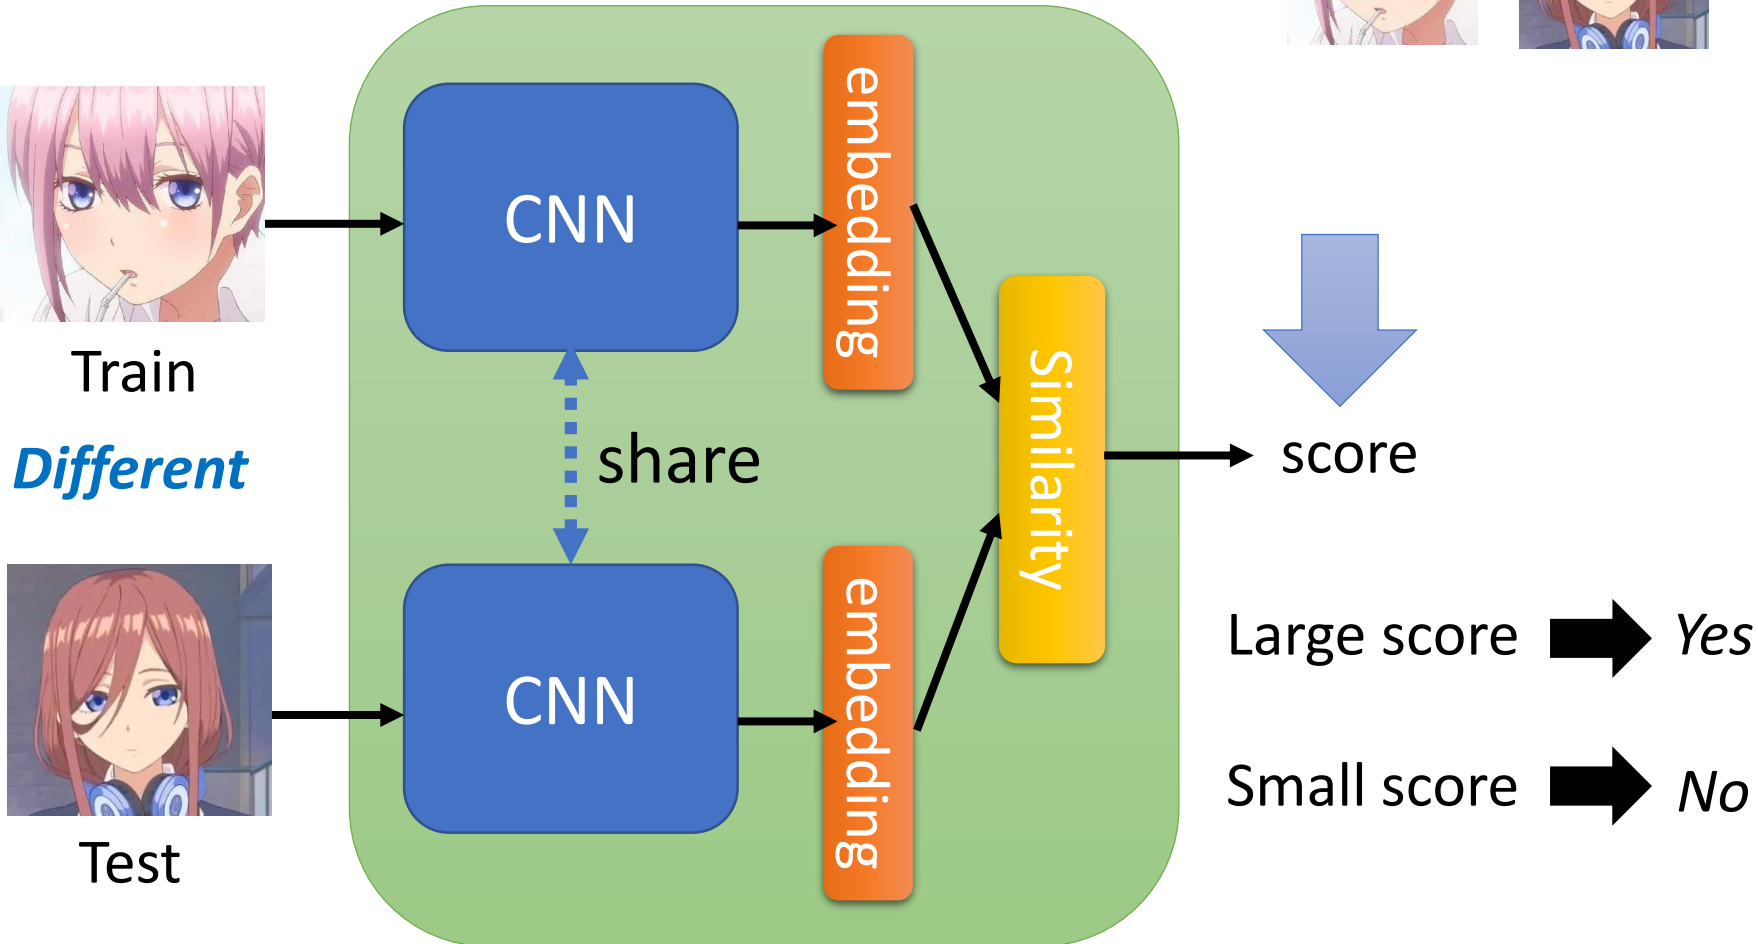 Train
Different
Test
CNN
share
CNN
embedding
embedding
Similarity
score
Large score
Yes
Small score
No